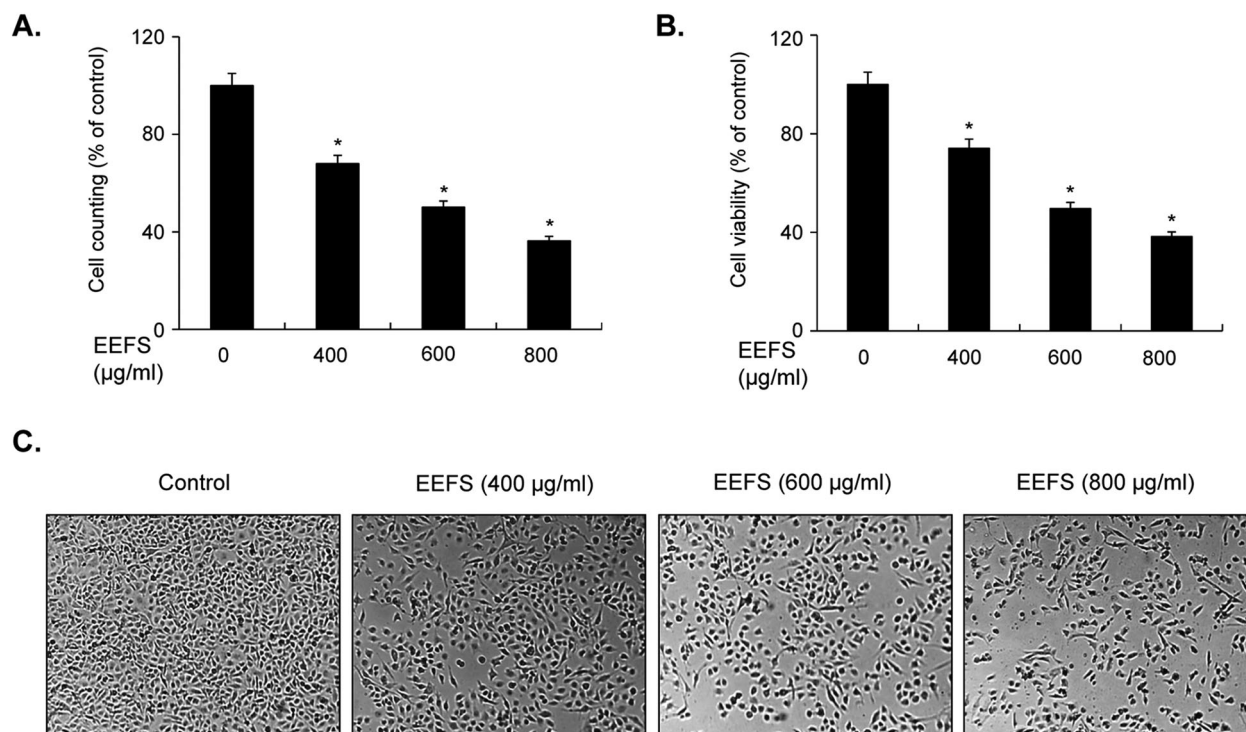 A.
Cell counting (% of control)
120
80
40
0
*
*
*
EEFS
(µg/ml)
0 400 600 800
B.
Cell viability (% of control)
120
80
40
0
*
*
*
EEFS
(µg/ml)
0 400 600 800
C.
Control EEFS (400 µg/ml) EEFS (600 µg/ml) EEFS (800 µg/ml)